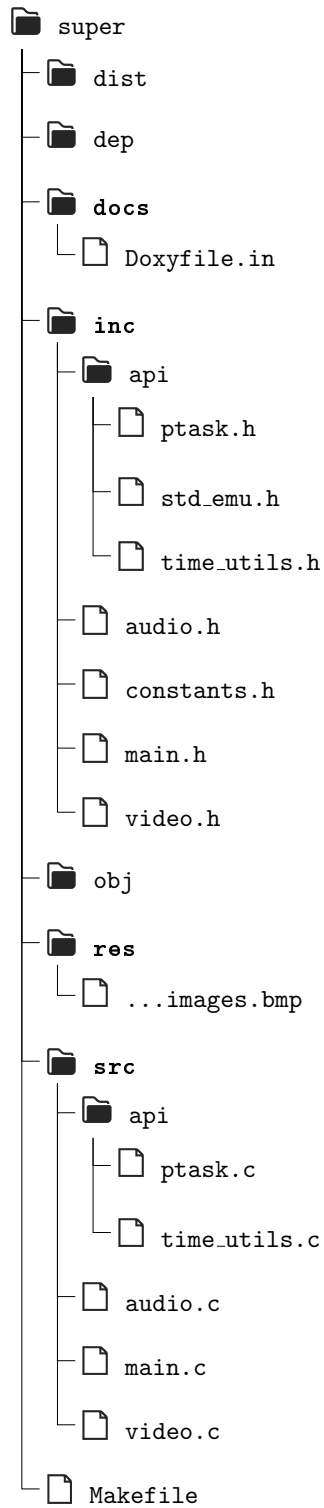 super
dist
dep
docs
Doxyfile.in
inc
api
ptask.h
std_emu.h
time_utils.h
audio.h
constants.h
main.h
video.h
obj
res
...images.bmp
src
api
ptask.c
time_utils.c
audio.c
main.c
video.c
Makefile